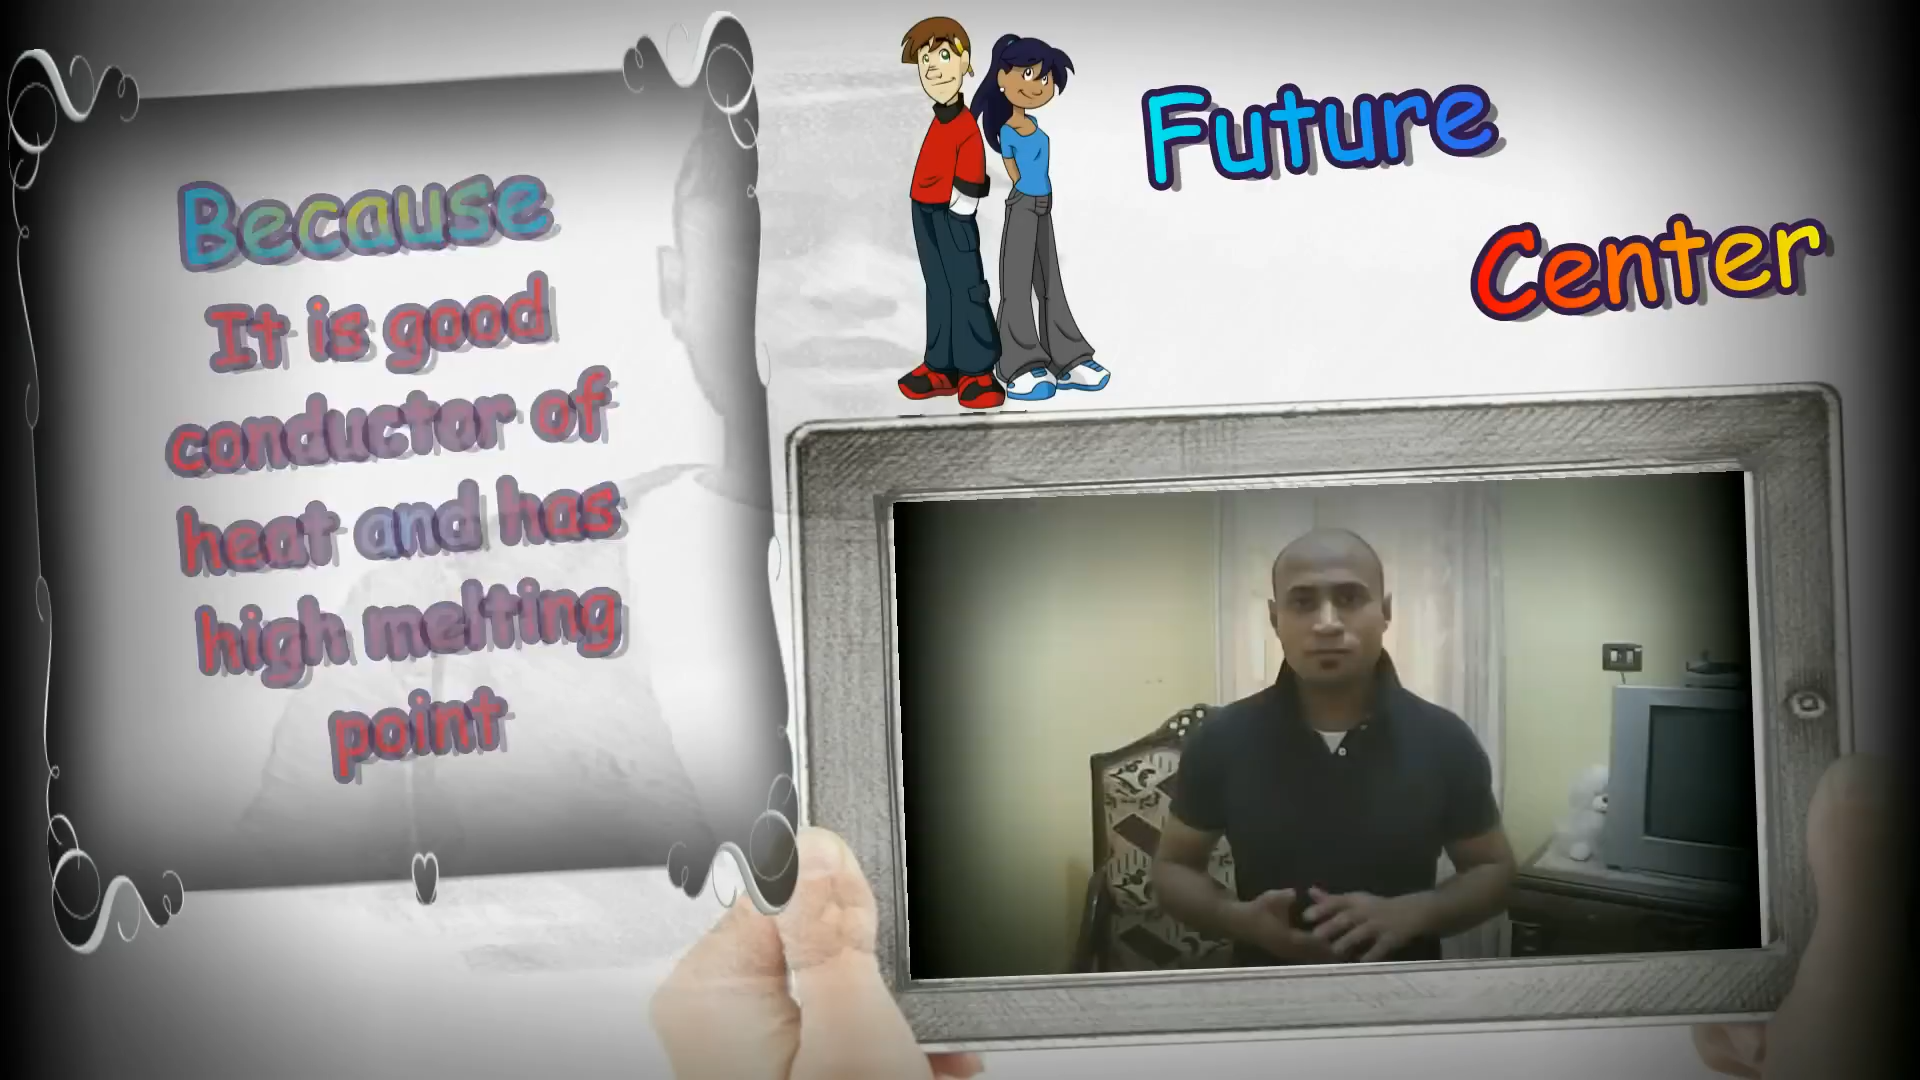 Because
It is good
conductor of
heat and has
high melting
point
Future
Center